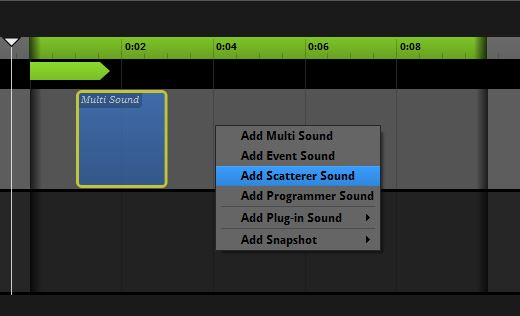 0:02
0:04
0:06
0:08
Multi Sound
Add Multi Sound
Add Event Sound
Add Scatterer Sound
Add Programmer Sound
Add Plug-in Sound
Add Snapshot